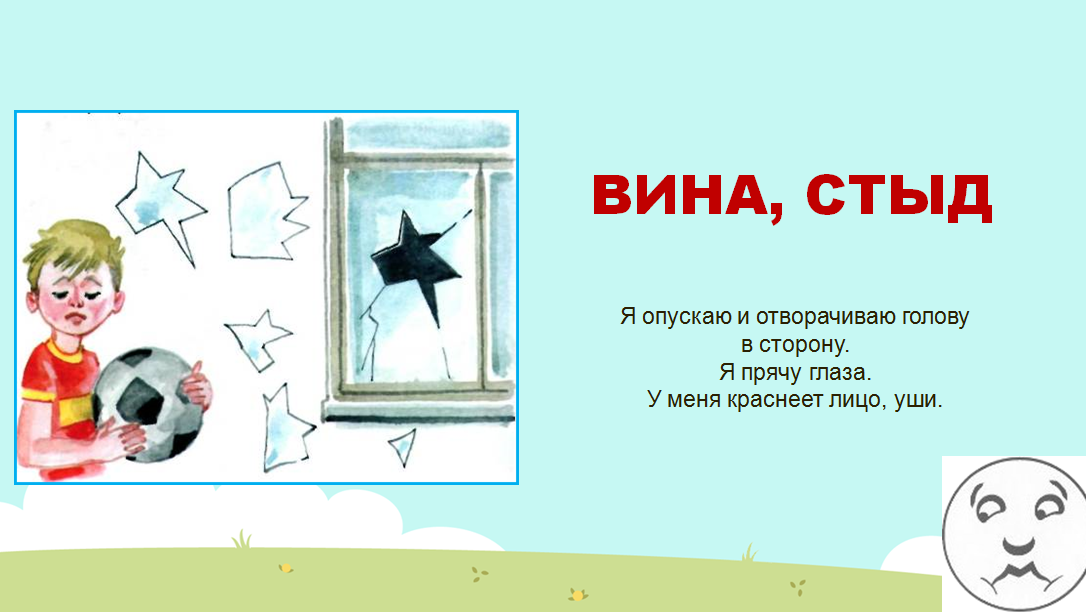 ВИНА, СТЫД
Я опускаю и отворачиваю голову
в сторону.
Я прячу глаза.
У меня краснеет лицо, уши.